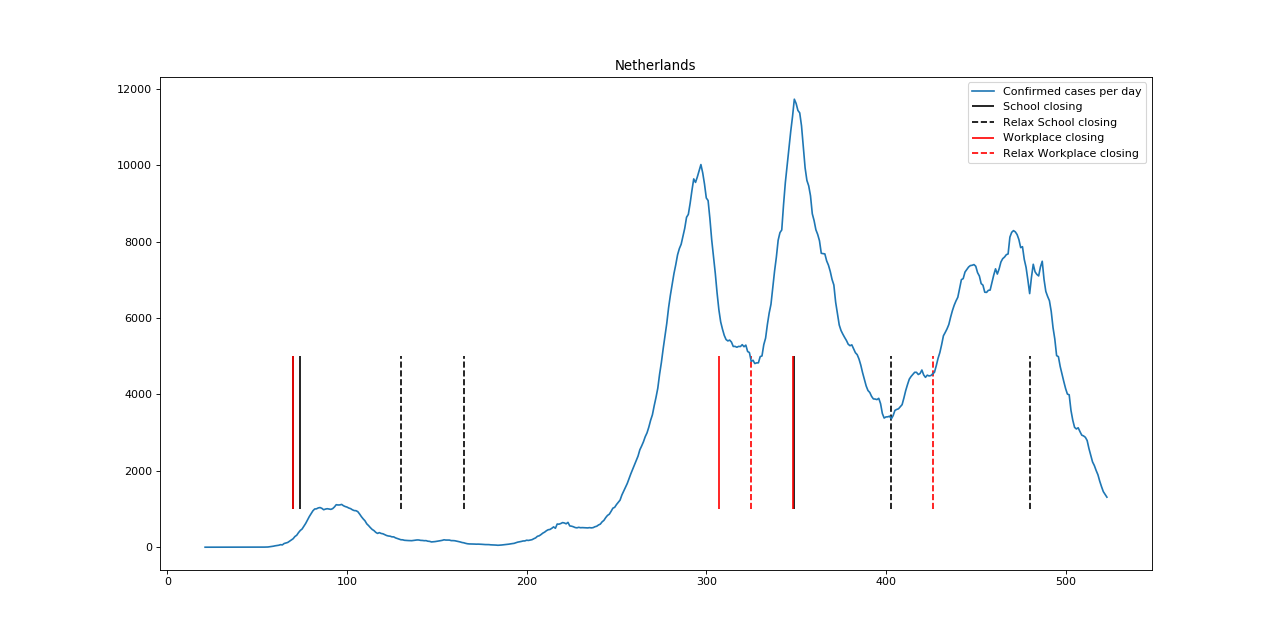 Netherlands
12000
10000
8000
6000
4000
2000
0
Confirmed cases per day
School closing
Relax School closing
Workplace closing
Relax Workplace closing
0 100 200 300 400 500